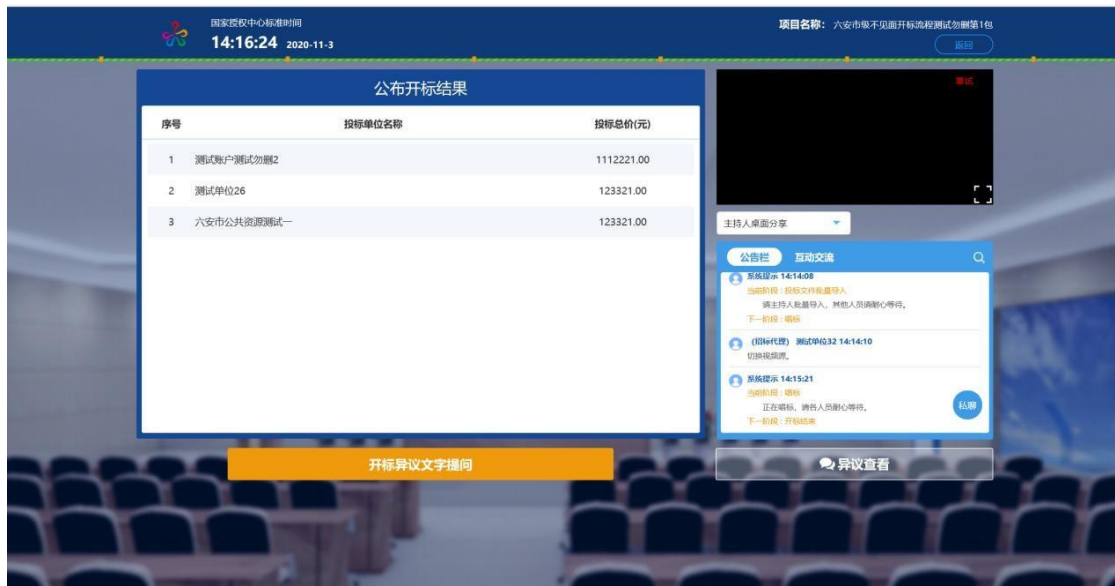 国家授权中心标准时间
14:16:24 2020-11-3
项目名称: 六安市级不见面开标流程测试勿删第1包
返回
公布开标结果
序号 投标单位名称 投标总价(元)
1 测试账户测试勿删2 1112221.00
2 测试单位26 123321.00
3 六安市公共资源测试一 123321.00
开标异议文字提问
测试
主持人桌面分享
公告栏 互动交流
系统提示 14:14:08
当前阶段：投标文件批量导入
请主持人批量导入，其他人员请耐心等待。
下一阶段：唱标
(招标代理) 测试单位32 14:14:10
切换视频源。
系统提示 14:15:21
当前阶段：唱标
正在唱标，请各人员耐心等待。
下一阶段：开标结束
私聊
异议查看